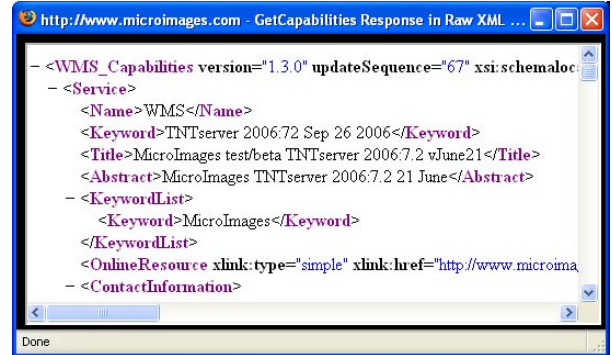 http://www.microimages.com - GetCapabilities Response in Raw XML ...
− <WMS_Capabilities version="1.3.0" updateSequence="67" xsi:schemaloc
− <Service>
<Name>WMS</Name>
<Keyword>TNTserver 2006:72 Sep 26 2006</Keyword>
<Title>MicroImages test/beta TNTserver 2006:7.2 vJune21</Title>
<Abstract>MicroImages TNTserver 2006:7.2 21 June</Abstract>
− <KeywordList>
<Keyword>MicroImages</Keyword>
</KeywordList>
<OnlineResource xlink:type="simple" xlink:href="http://www.microima
− <ContactInformation>
Done